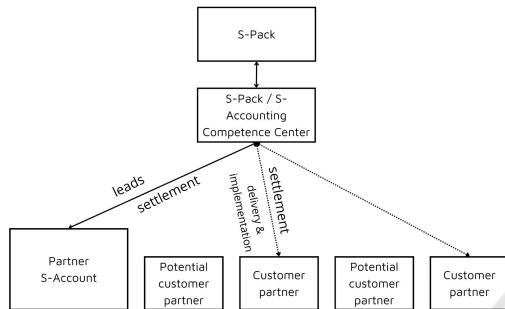 S-Pack
S-Pack / S-
Accounting
Competence Center
leads
settlement
delivery &
implementation
settlement
Partner
S-Account
Potential
customer
partner
Customer
partner
Potential
customer
partner
Customer
partner